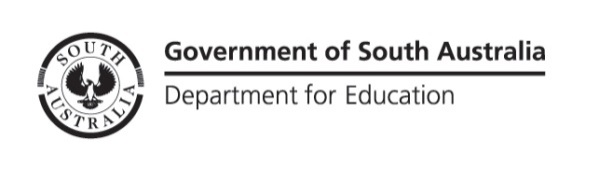 SOUTH
AUSTRALIA
Government of South Australia
Department for Education